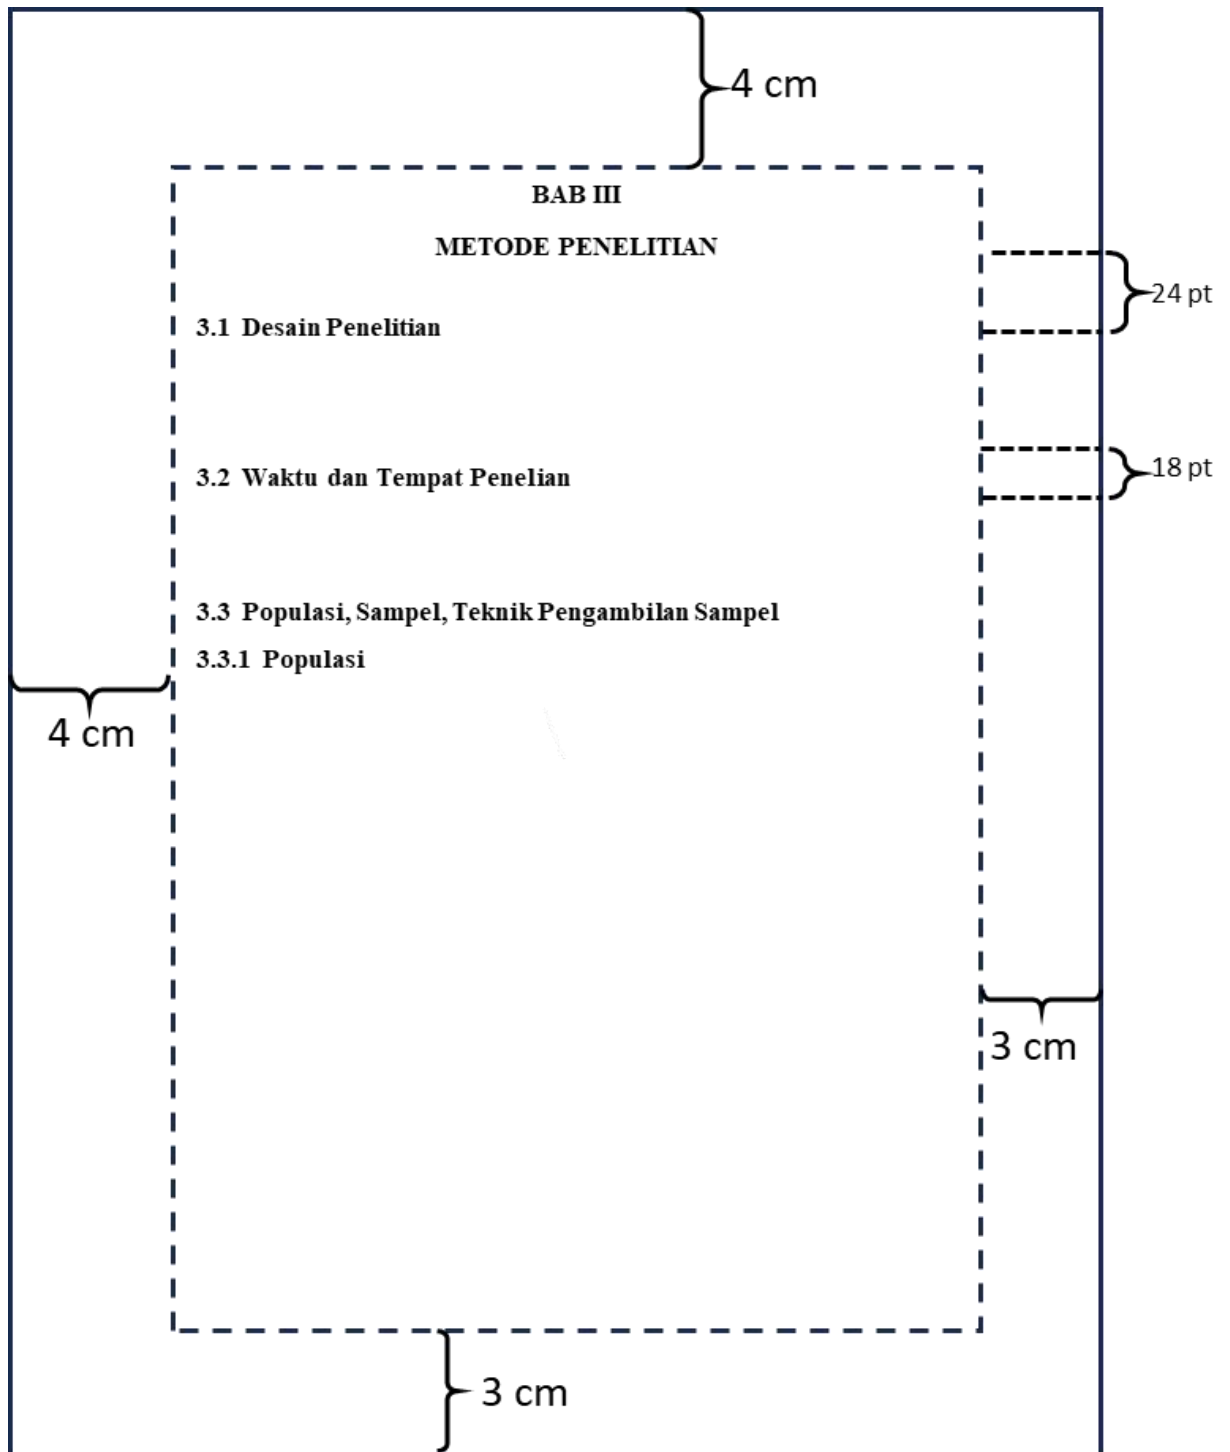 4 cm
BAB III
METODE PENELITIAN
24 pt
3.1 Desain Penelitian
18 pt
3.2 Waktu dan Tempat Penelian
3.3 Populasi, Sampel, Teknik Pengambilan Sampel
3.3.1 Populasi
4 cm
3 cm
3 cm